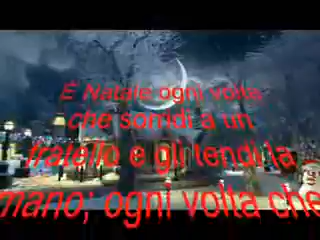 È Natale ogni volta
che sorridi a un
fratello e gli tendi la
mano; ogni volta che